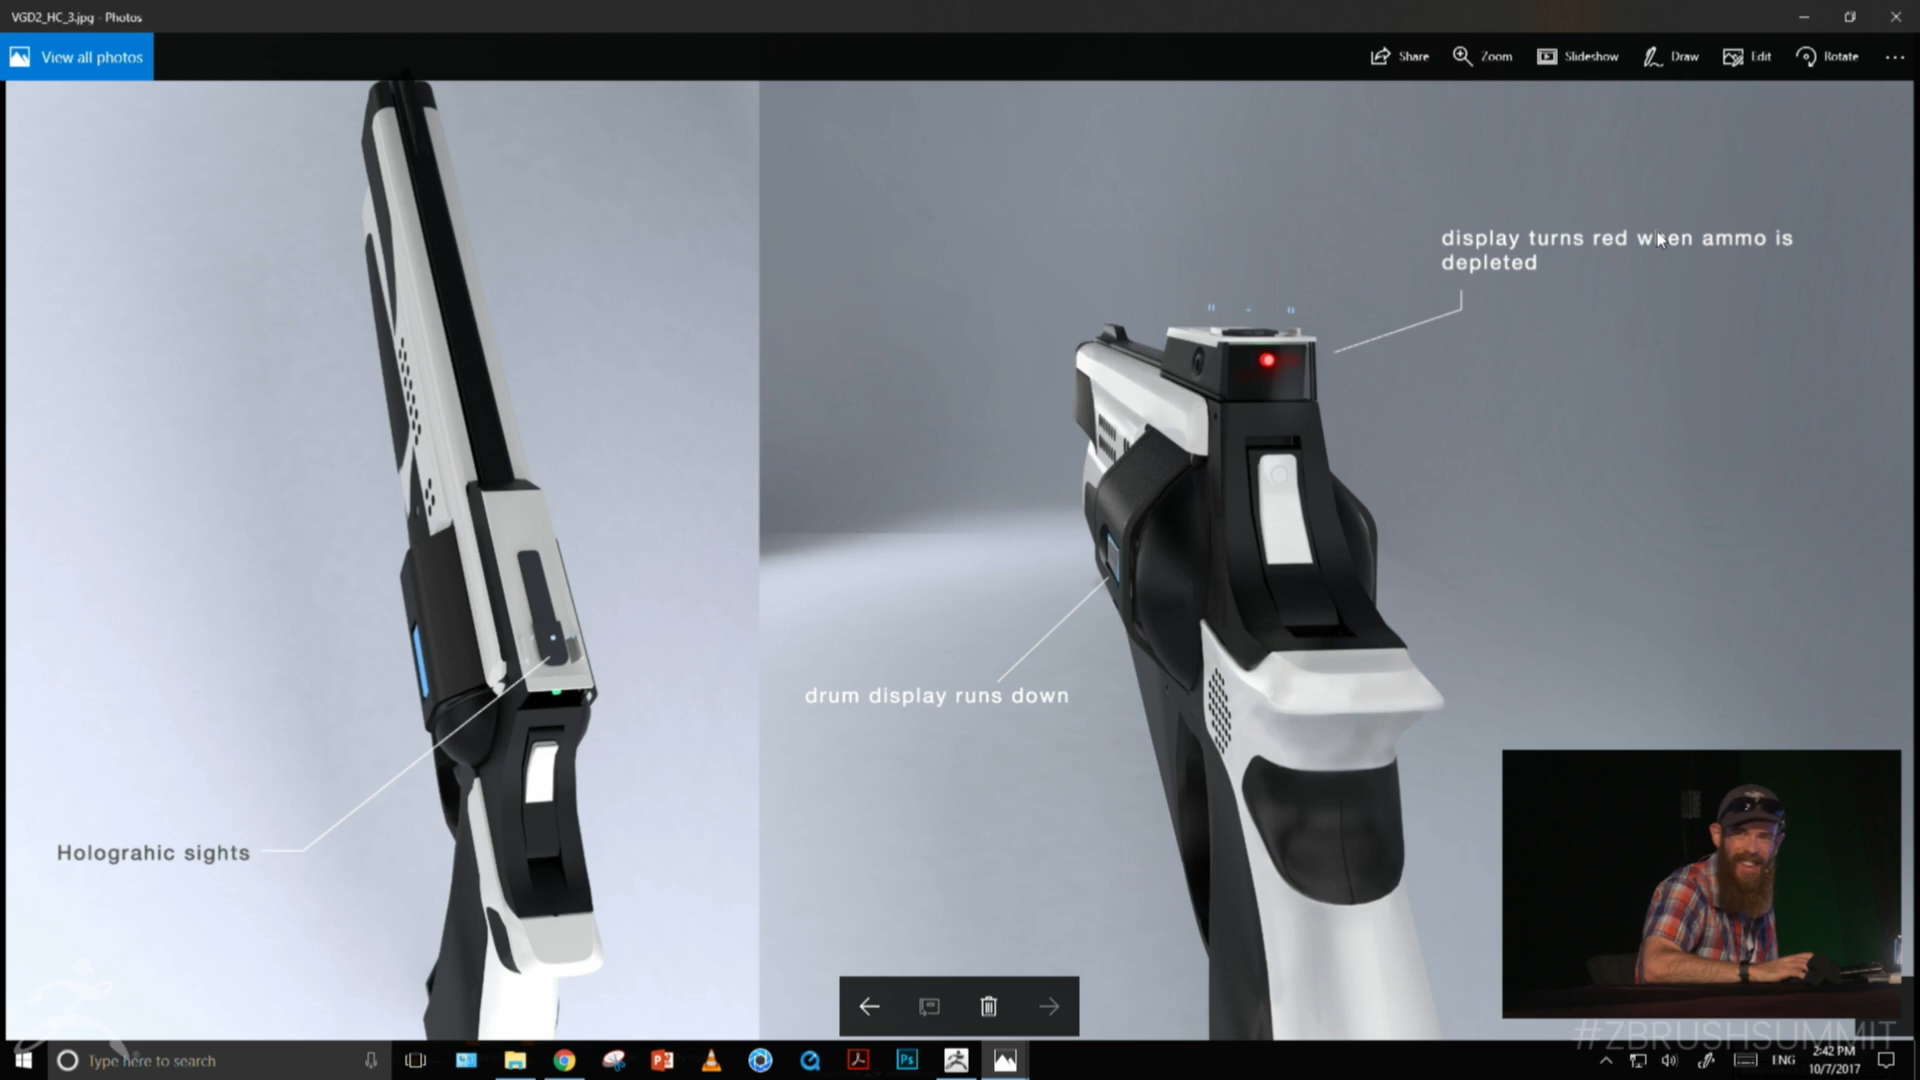 VGD2_HC_3.jpg - Photos
View all photos
Share
Zoom
Slideshow
Draw
Edit
Rotate
display turns red when ammo is
depleted
drum display runs down
Holograhic sights
#ZBRUSHSUMMIT
Type here to search
Ps
ENG
2:42 PM
10/7/2017